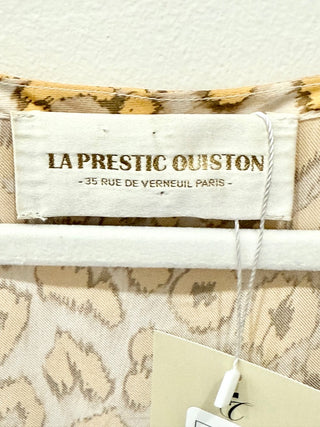 LA PRESTIC OUISTON
- 35 RUE DE VERNEUIL PARIS -